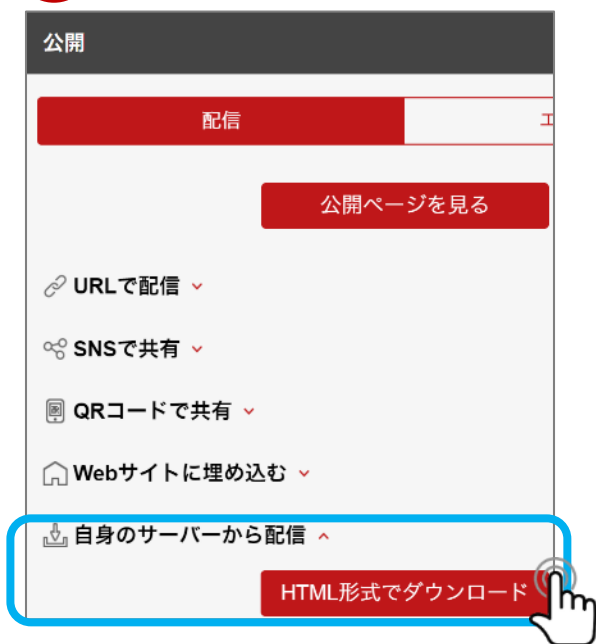 公開
配信
エ
公開ページを見る
URLで配信
SNSで共有
QRコードで共有
Webサイトに埋め込む
自身のサーバーから配信
HTML形式でダウンロード